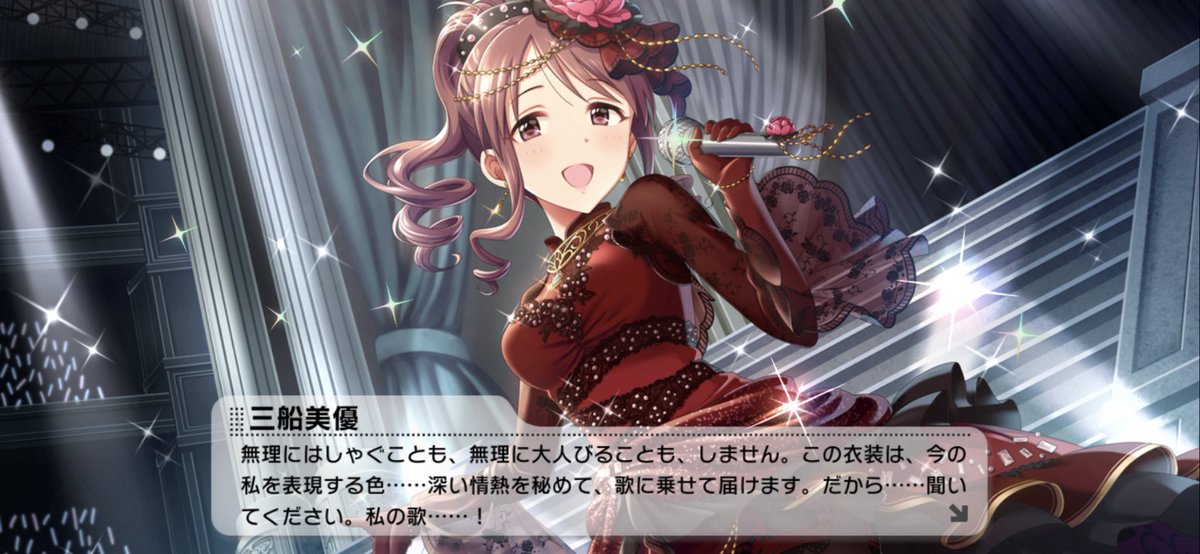 三船美優
無理にはしゃぐことも、無理に大人びることも、しません。この衣装は、今の
私を表現する色……深い情熱を秘めて、歌に乗せて届けます。だから……聞い
てください。私の歌……！